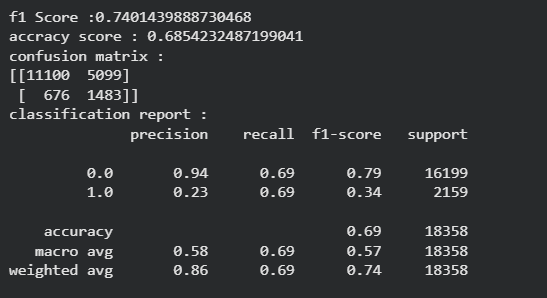 f1 Score :0.7401439888730468
accracy score : 0.6854232487199041
confusion matrix :
[[11100  5099]
 [  676  1483]]
classification report :
              precision    recall  f1-score   support

         0.0       0.94      0.69      0.79     16199
         1.0       0.23      0.69      0.34      2159

    accuracy                           0.69     18358
   macro avg       0.58      0.69      0.57     18358
weighted avg       0.86      0.69      0.74     18358